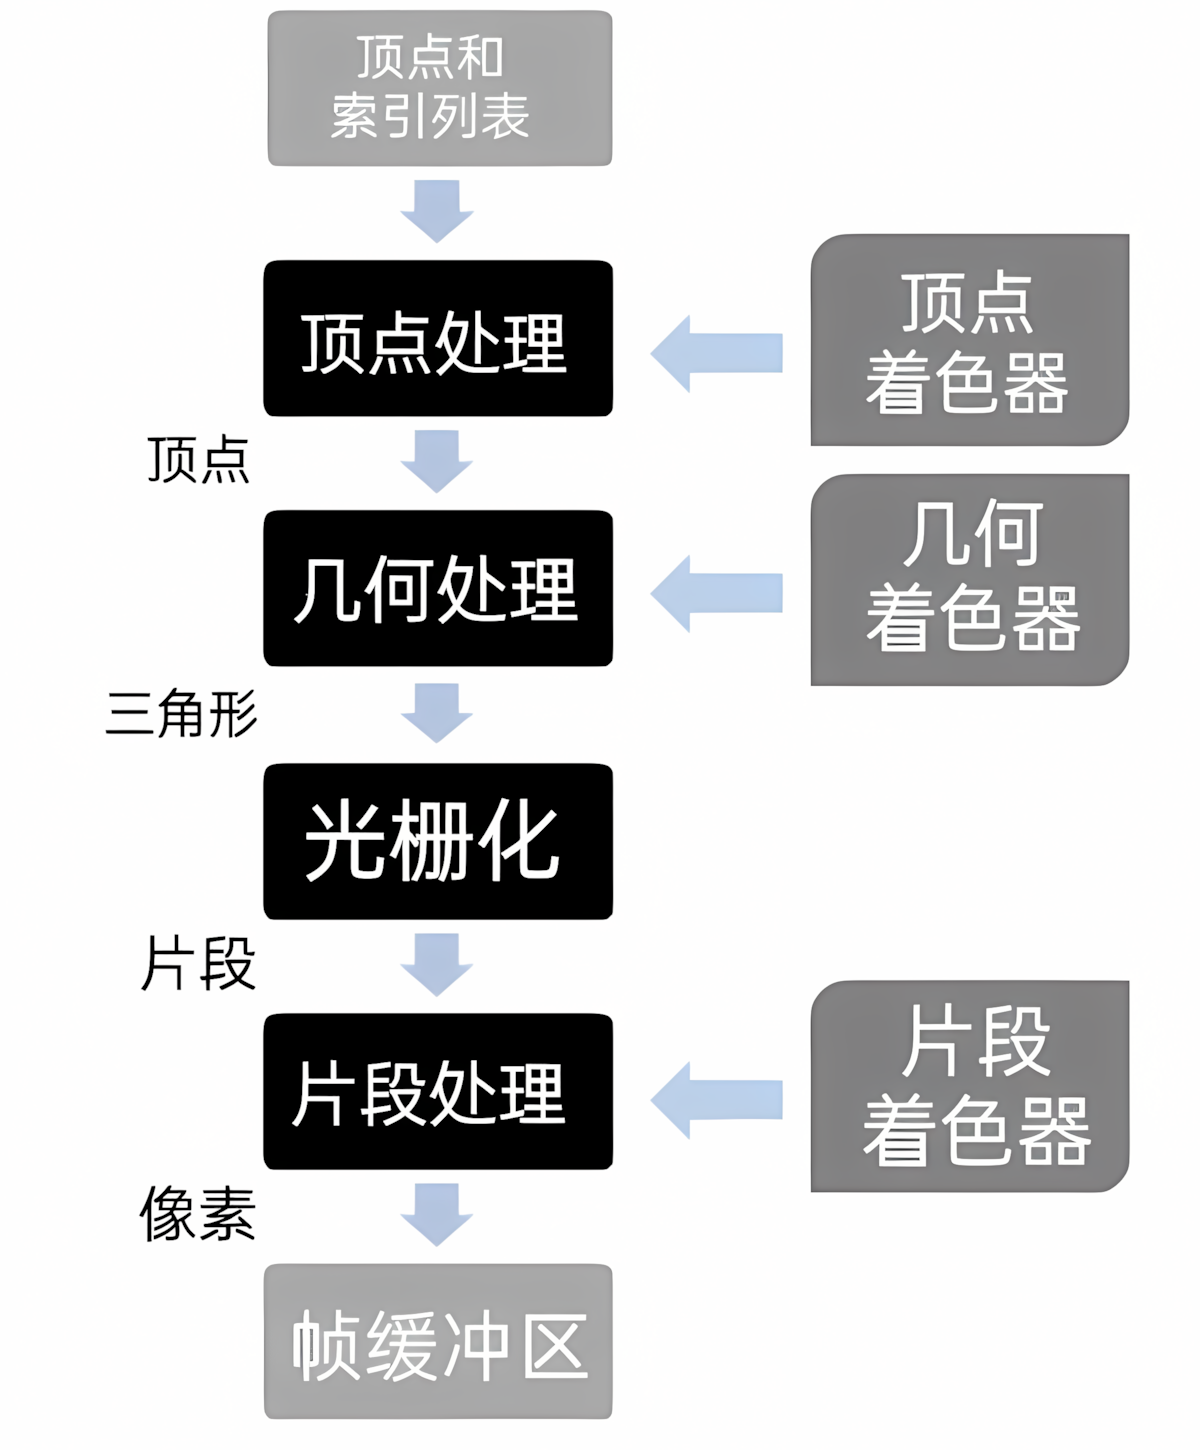 顶点和
索引列表
顶点处理
顶点
着色器
顶点
几何处理
几何
着色器
三角形
光栅化
片段
片段处理
片段
着色器
像素
帧缓冲区